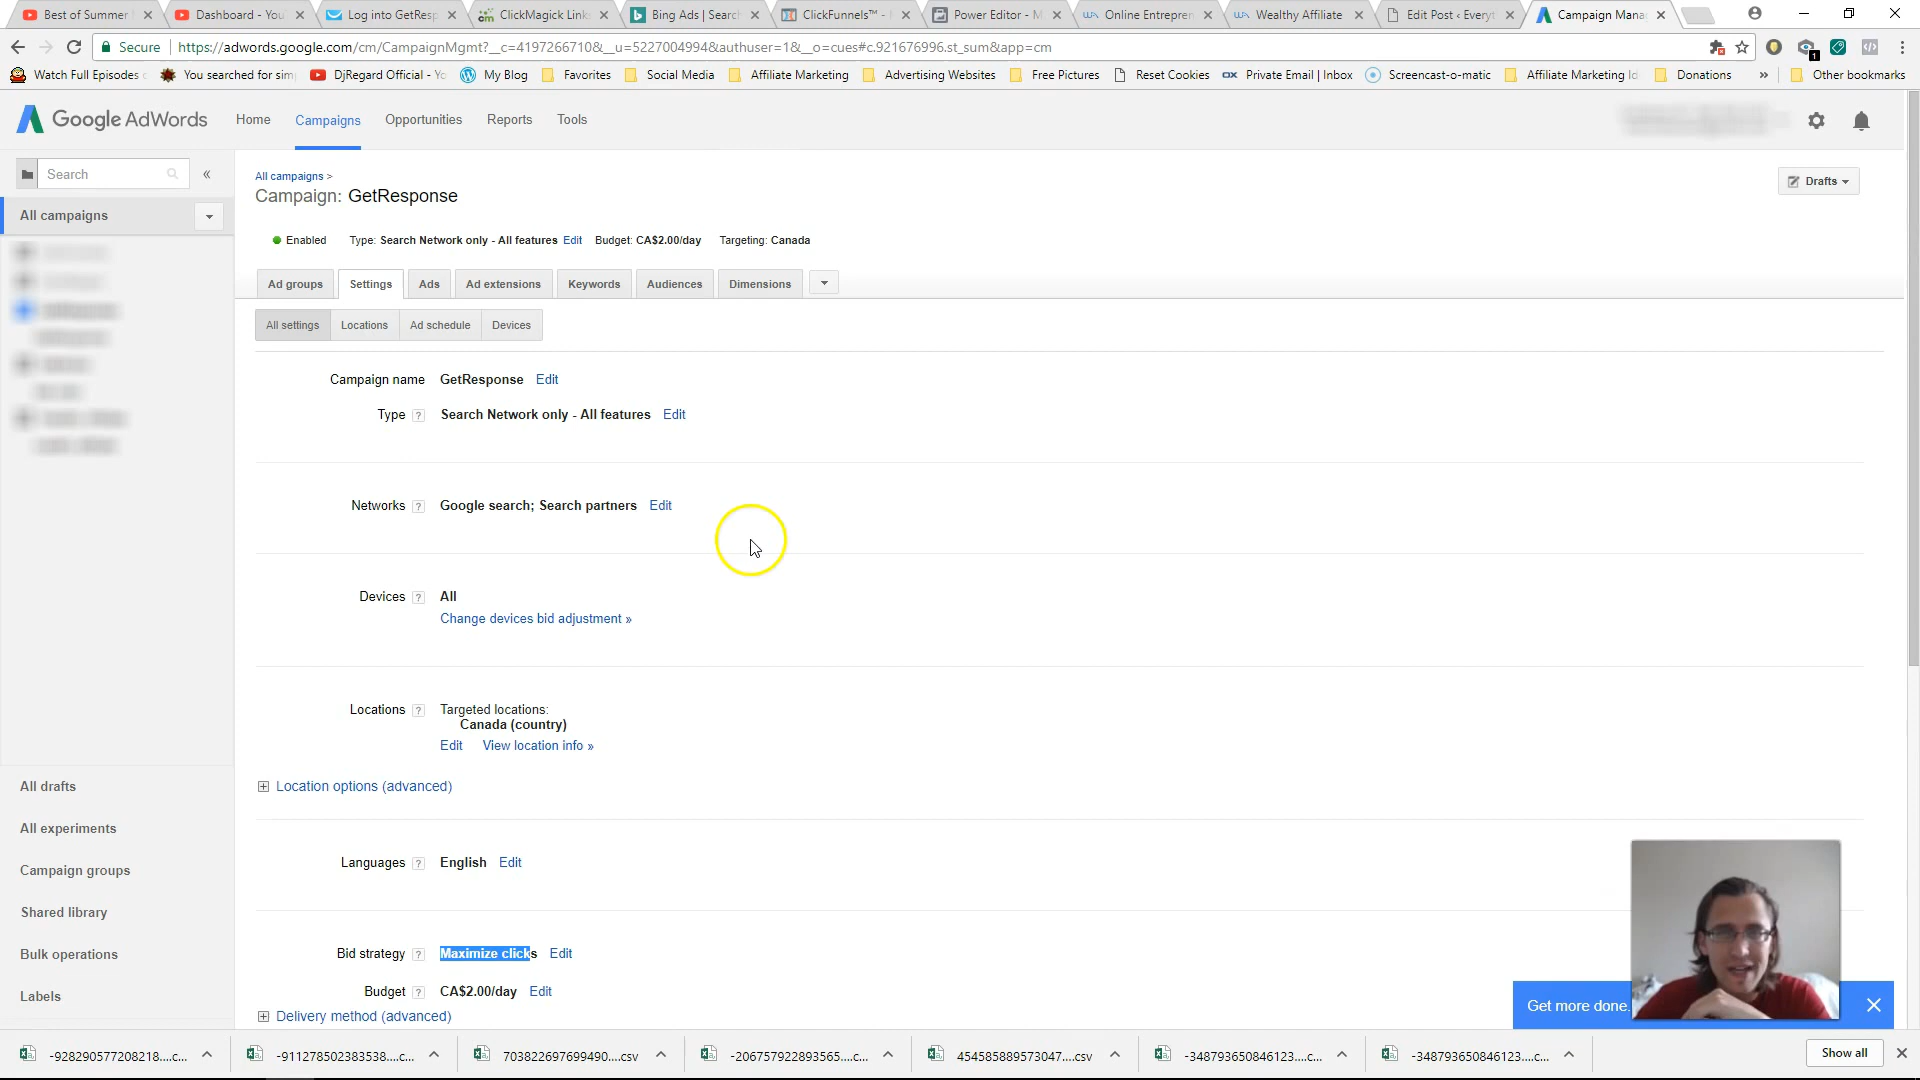 Best of Summer
Dashboard - You
Log into GetResp
ClickMagick Link
Bing Ads | Searc
ClickFunnels™ -
Power Editor - M
Online Entrepren
Wealthy Affiliate
Edit Post ‹ Everyt
Campaign Mana
Secure https://adwords.google.com/cm/CampaignMgmt?__c=4197266710&__u=5227004994&authuser=1&__o=cues#c.921676996.st_sum&app=cm
Watch Full Episodes
You searched for sim
DjRegard Official - Yo
My Blog
Favorites
Social Media
Affiliate Marketing
Advertising Websites
Free Pictures
Reset Cookies
Private Email | Inbox
Screencast-o-matic
Affiliate Marketing Id
Donations
»
Other bookmarks
Google AdWords
Home Campaigns Opportunities Reports Tools
Search
«
All campaigns
All campaigns >
Campaign: GetResponse
Drafts
Enabled Type: Search Network only - All features Edit Budget: CA$2.00/day Targeting: Canada
Ad groups Settings Ads Ad extensions Keywords Audiences Dimensions
All settings Locations Ad schedule Devices
Campaign name GetResponse Edit
Type ? Search Network only - All features Edit
Networks ? Google search; Search partners Edit
Devices ? All
Change devices bid adjustment »
Locations ? Targeted locations:
Canada (country)
Edit View location info »
Location options (advanced)
Languages ? English Edit
Bid strategy ? Maximize clicks Edit
Budget ? CA$2.00/day Edit
Delivery method (advanced)
All drafts
All experiments
Campaign groups
Shared library
Bulk operations
Labels
Get more done.
-928290577208218....c...
-911278502383538....c...
703822697699490....csv
-206757922893565....c...
454585889573047....csv
-348793650846123....c...
-348793650846123....c...
Show all